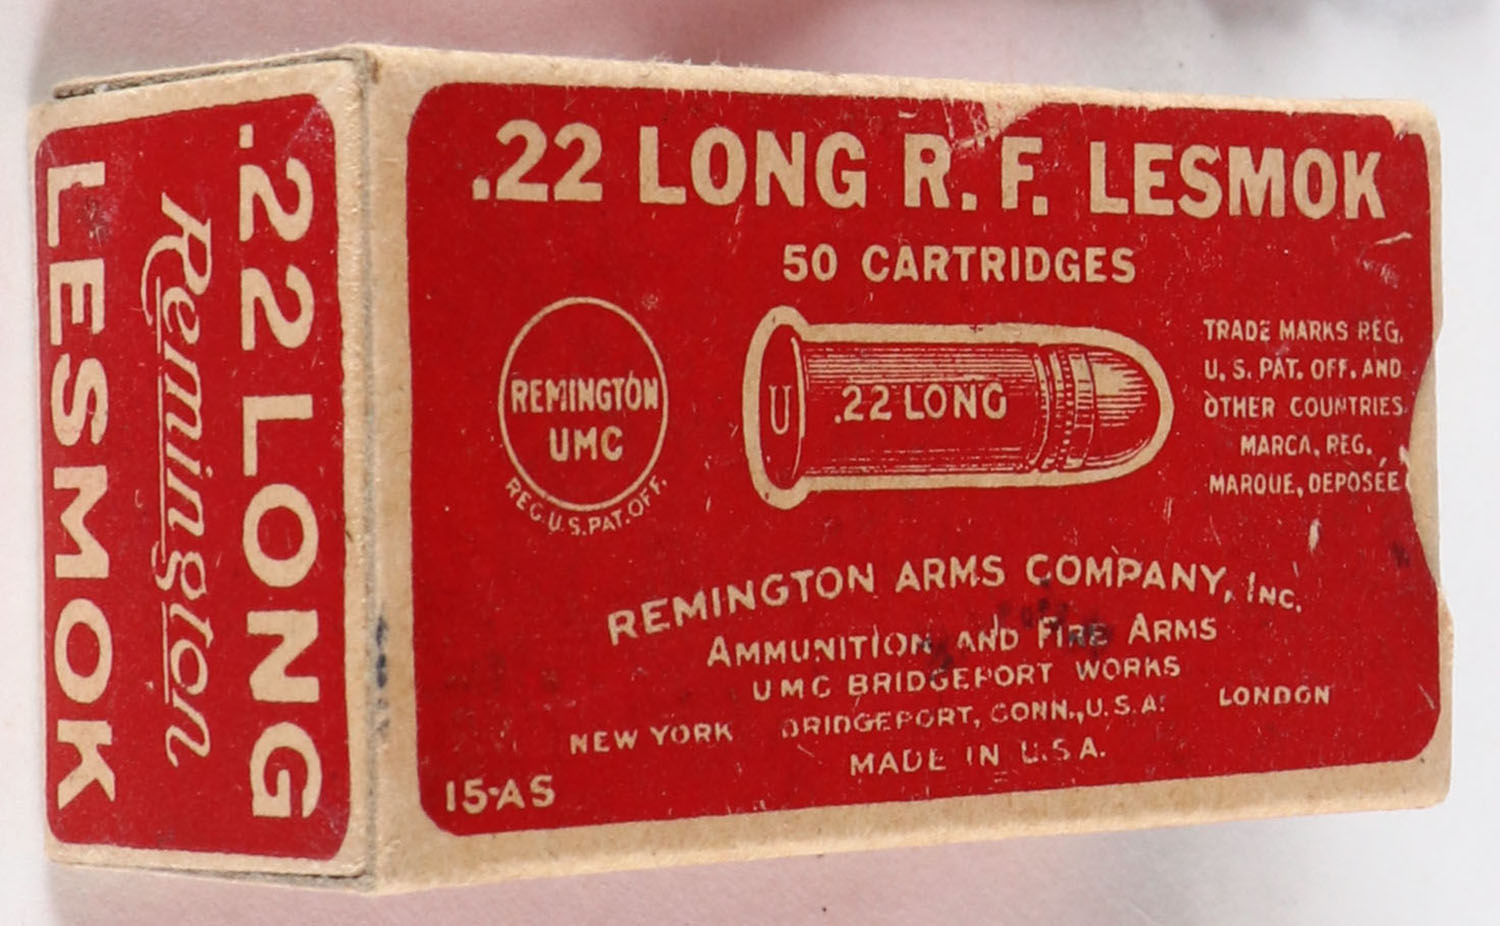 .22 LONG
Remington
LESMOK
.22 LONG R. F. LESMOK
50 CARTRIDGES
REMINGTON
UMC
REG. U.S. PAT. OFF.
U
.22 LONG
TRADE MARKS REG.
U. S. PAT. OFF. AND
OTHER COUNTRIES.
MARCA, REG.
MARQUE, DEPOSÉE
REMINGTON ARMS COMPANY, INC.
AMMUNITION AND FIRE ARMS
UMC BRIDGEPORT WORKS
NEW YORK BRIDGEPORT, CONN., U.S.A. LONDON
MADE IN U.S.A.
15-AS